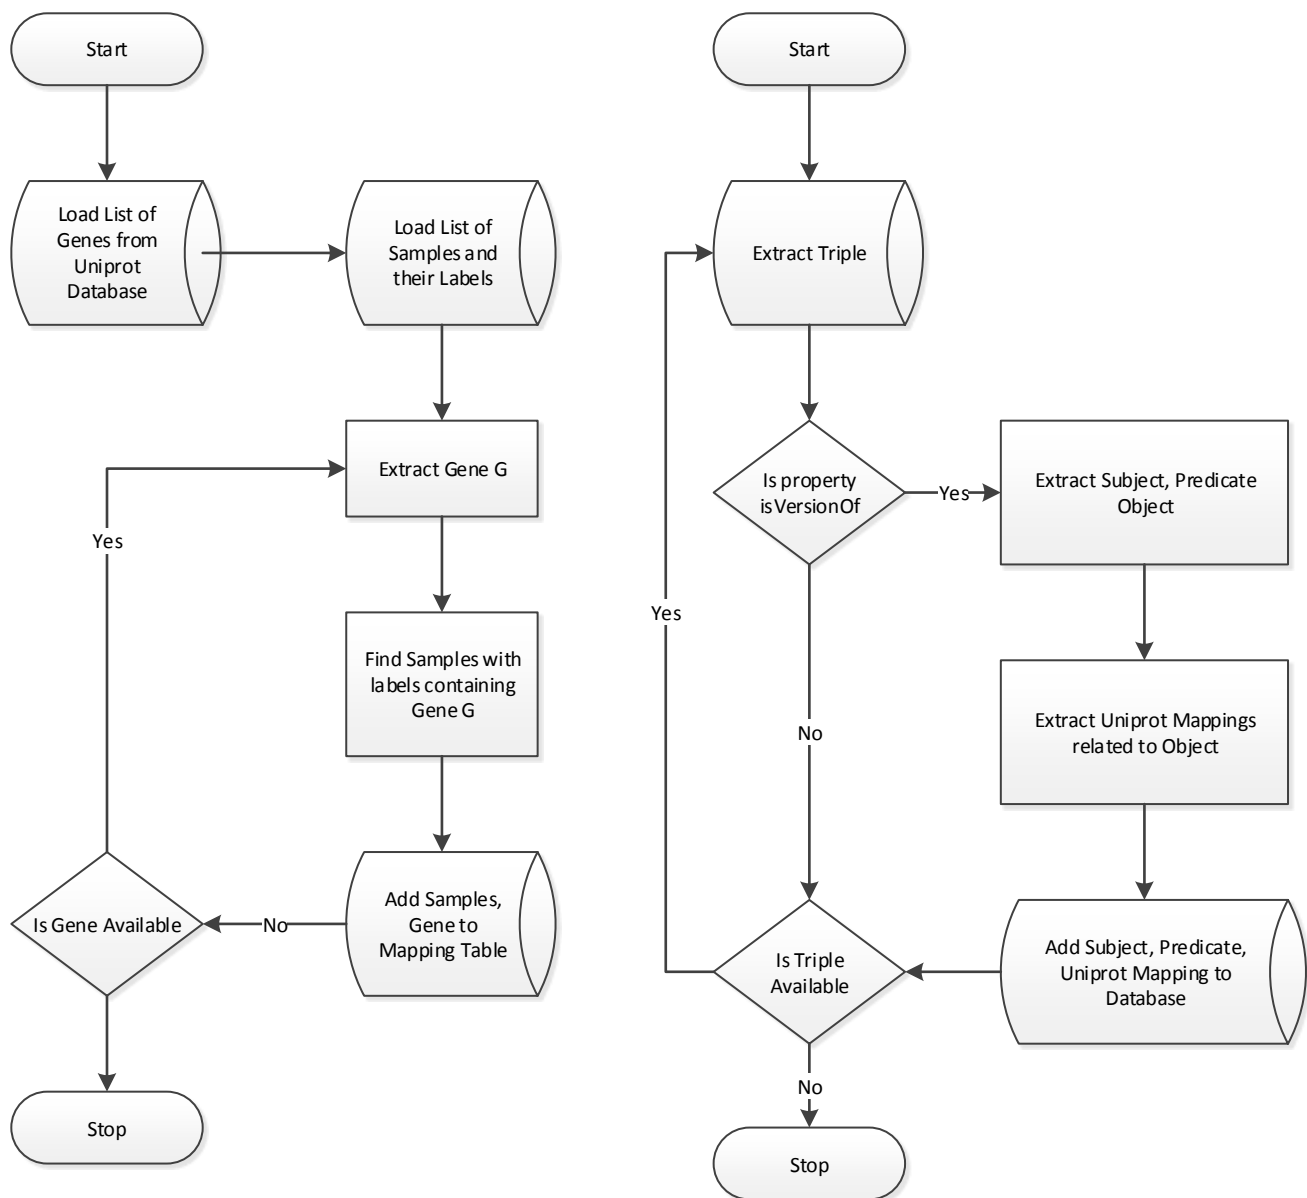 Start
Load List of
Genes from
Uniprot
Database
Load List of
Samples and
their Labels
Extract Gene G
Yes
Find Samples with
labels containing
Gene G
Add Samples,
Gene to
Mapping Table
No
Is Gene Available
Stop
Start
Extract Triple
Is property
isVersionOf
Yes
Extract Subject, Predicate
Object
Yes
Extract Uniprot Mappings
related to Object
No
Is Triple
Available
Add Subject, Predicate,
Uniprot Mapping to
Database
No
Stop